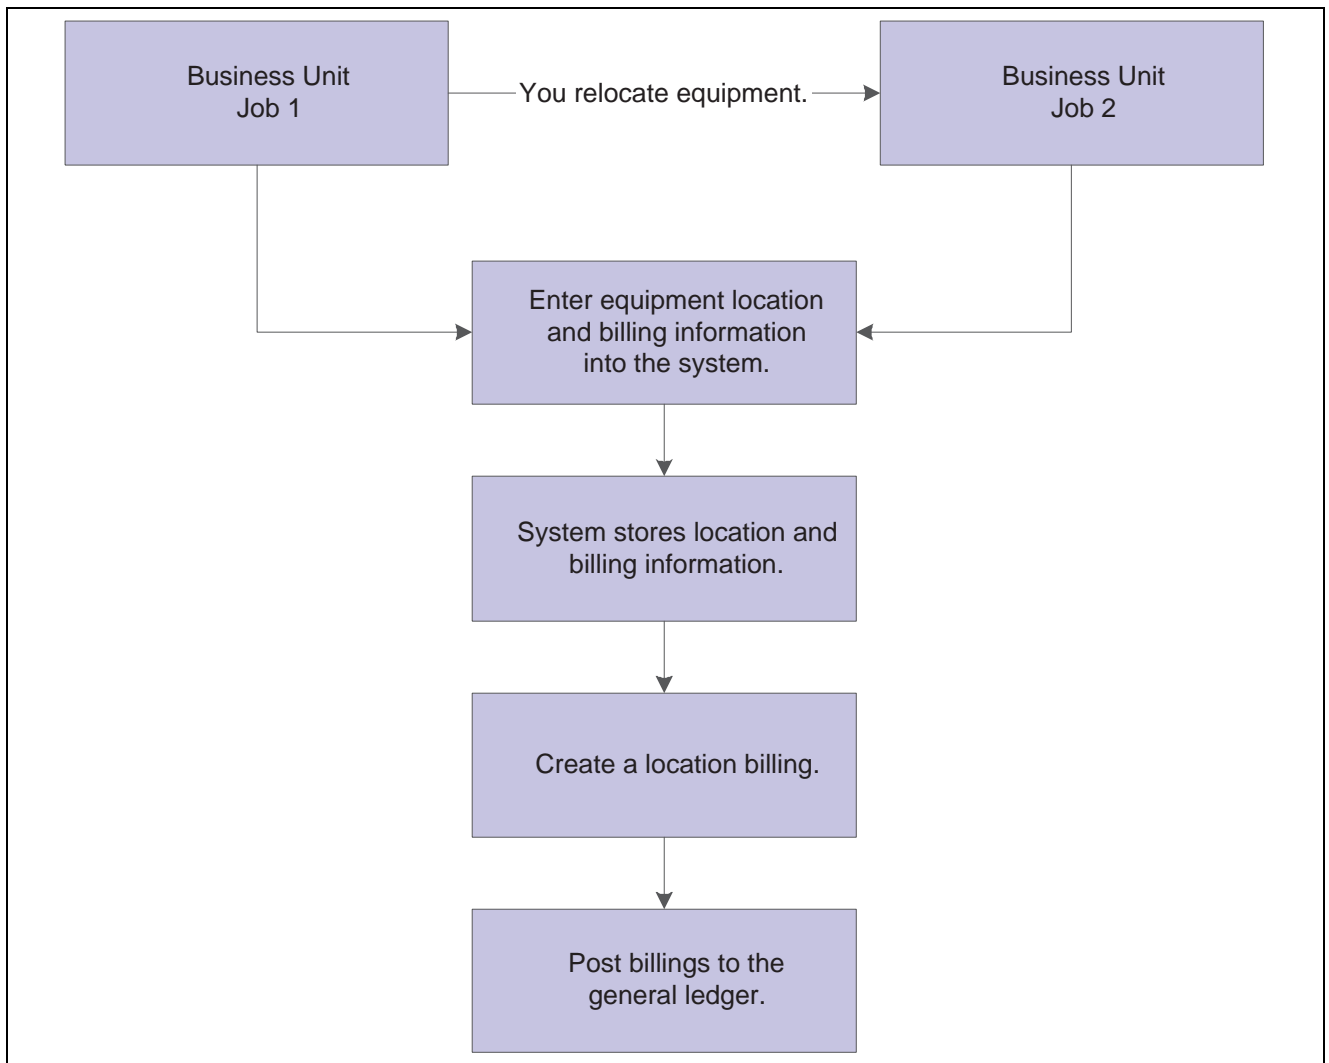 Business Unit
Job 1
You relocate equipment.
Business Unit
Job 2
Enter equipment location
and billing information
into the system.
System stores location and
billing information.
Create a location billing.
Post billings to the
general ledger.